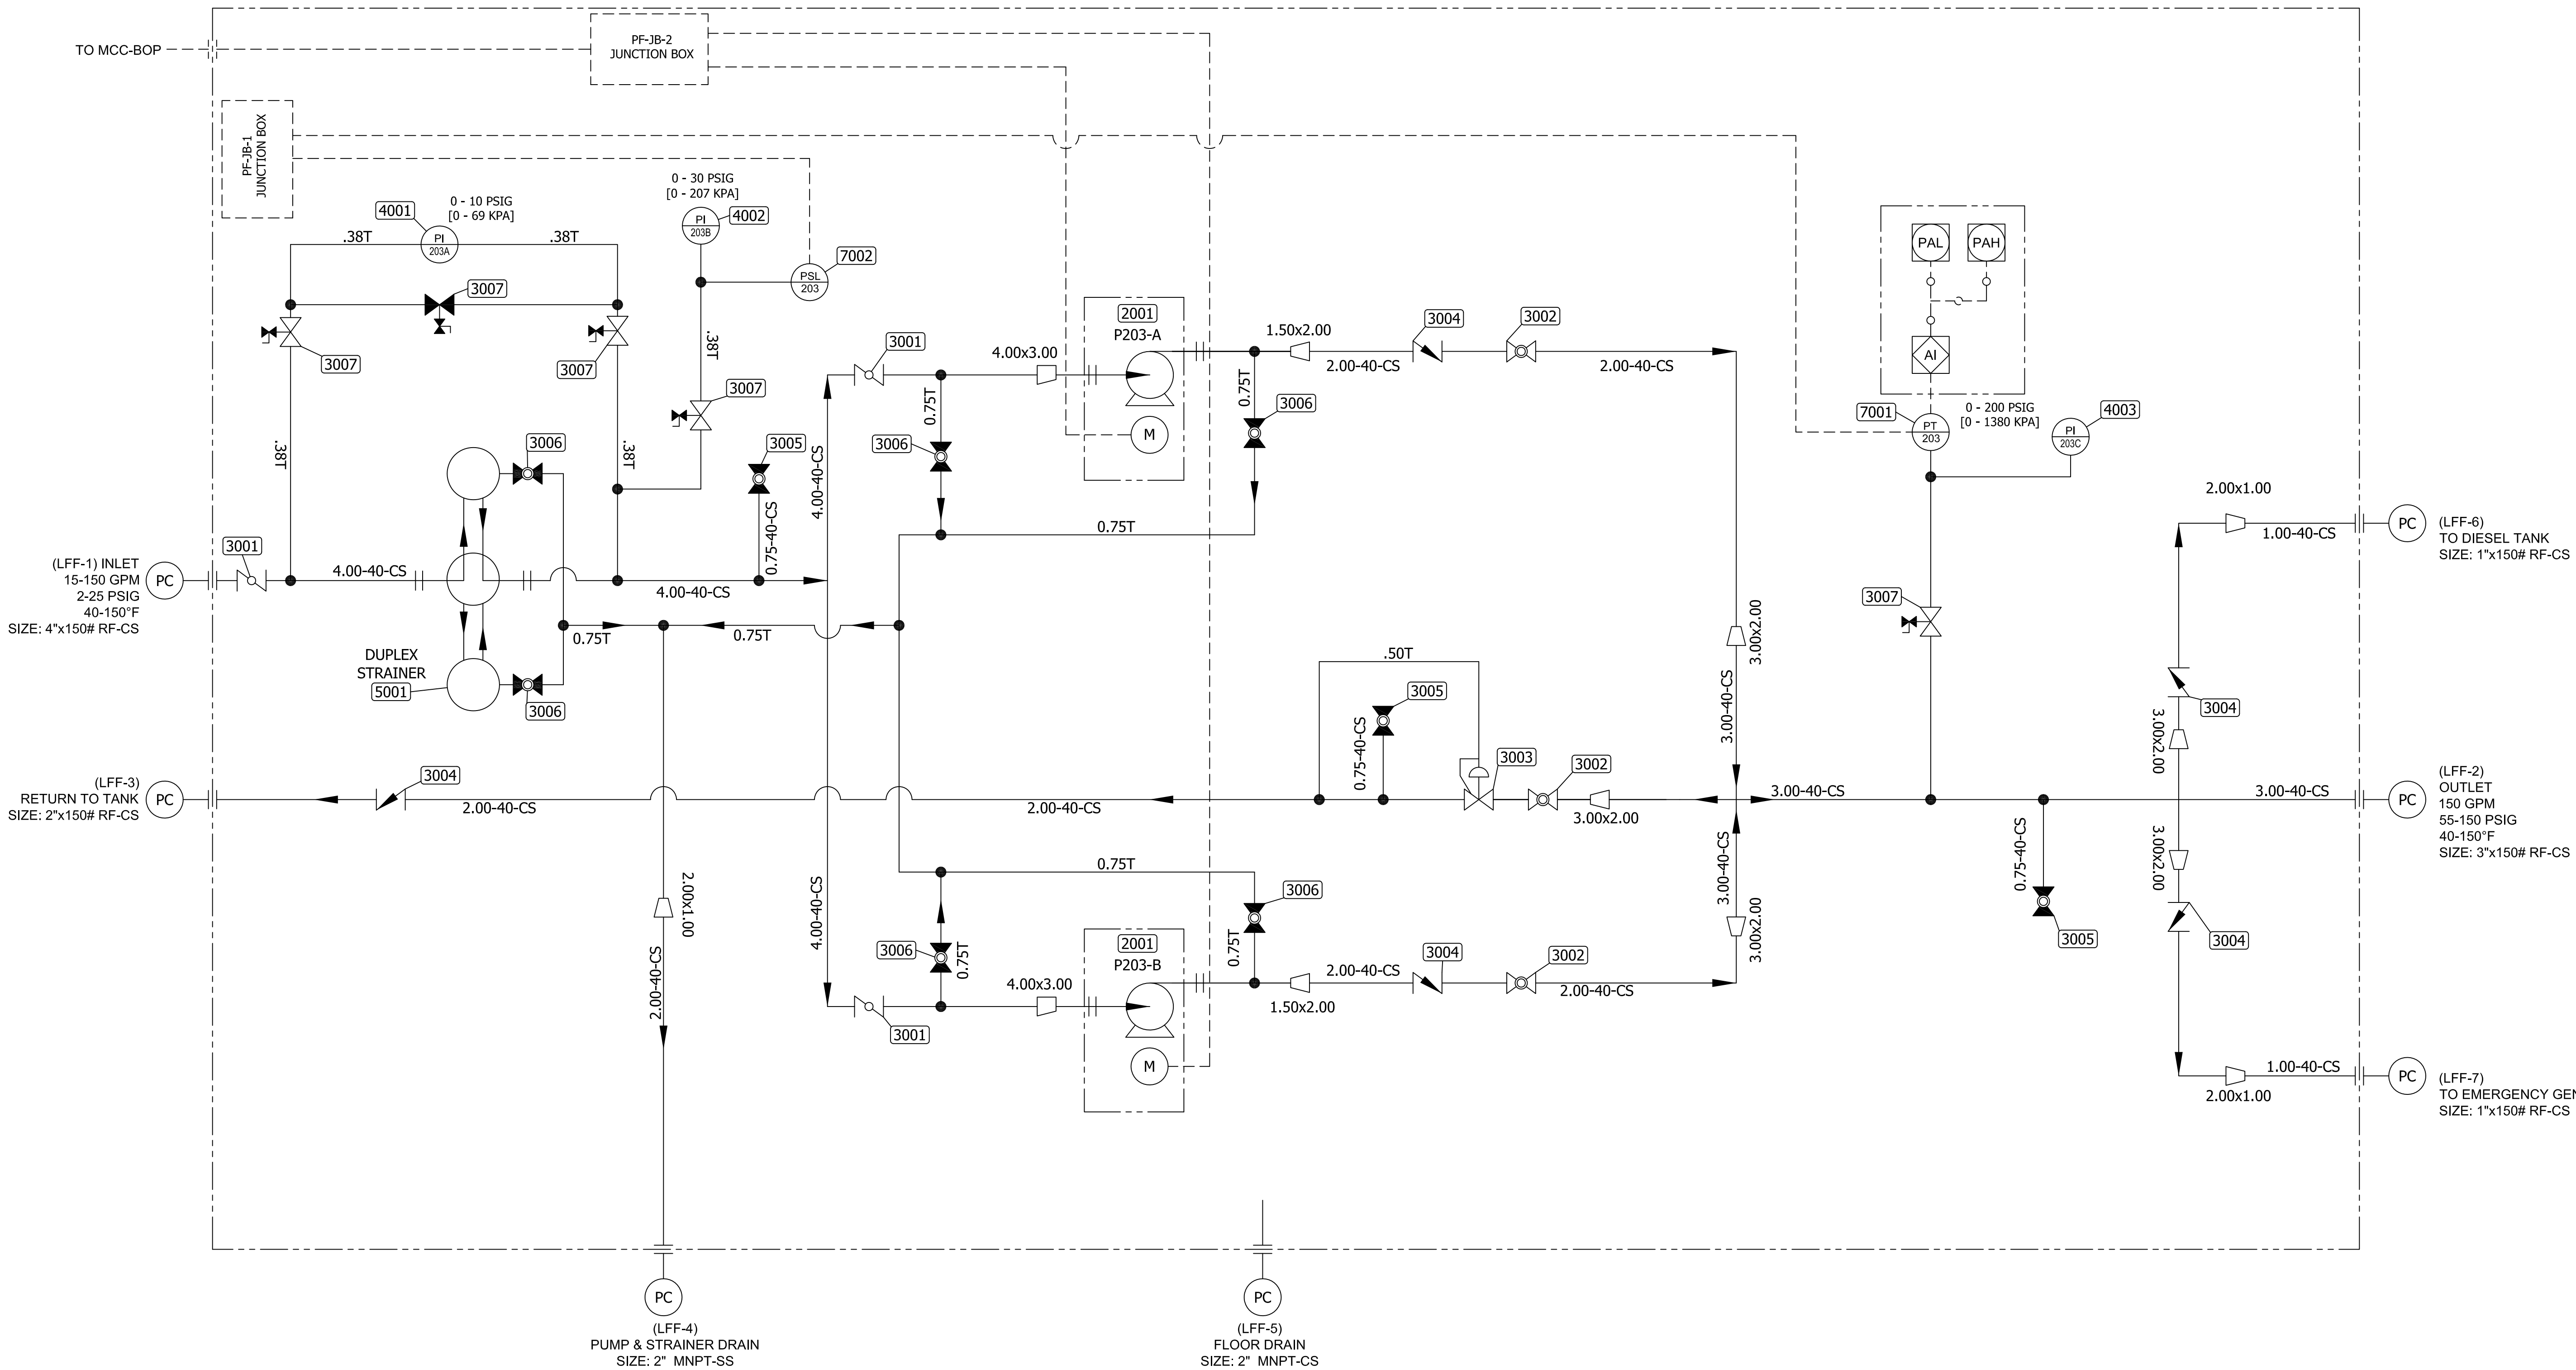 TO MCC-BOP
PF-JB-2
JUNCTION BOX
PF-JB-1
JUNCTION BOX
0 - 10 PSIG
[0 - 69 KPA]
4001
.38T
PI
203A
.38T
3007
3007
3007
0 - 30 PSIG
[0 - 207 KPA]
PI
203B
4002
7002
PSL
203
.38T
3007
.38T
.38T
3006
3005
0.75-40-CS
(LFF-1) INLET
15-150 GPM
2-25 PSIG
40-150°F
SIZE: 4"x150# RF-CS
PC
3001
4.00-40-CS
4.00-40-CS
DUPLEX
STRAINER
5001
3006
0.75T
0.75T
3001
4.00-40-CS
0.75T
3006
4.00x3.00
2001
P203-A
M
1.50x2.00
0.75T
3006
0.75T
2.00-40-CS
3004
3002
2.00-40-CS
3.00x2.00
3.00-40-CS
PAL
PAH
AI
7001
PT
203
0 - 200 PSIG
[0 - 1380 KPA]
4003
PI
203C
3007
2.00x1.00
1.00-40-CS
PC
(LFF-6)
TO DIESEL TANK
SIZE: 1"x150# RF-CS
3004
3.00x2.00
.50T
3005
0.75-40-CS
3003
3002
3.00x2.00
3.00-40-CS
3.00-40-CS
PC
(LFF-2)
OUTLET
150 GPM
55-150 PSIG
40-150°F
SIZE: 3"x150# RF-CS
(LFF-3)
RETURN TO TANK
SIZE: 2"x150# RF-CS
PC
3004
2.00-40-CS
2.00-40-CS
2.00x1.00
2.00-40-CS
4.00-40-CS
0.75T
3006
0.75T
3001
4.00x3.00
2001
P203-B
M
3006
0.75T
1.50x2.00
2.00-40-CS
3004
3002
2.00-40-CS
3.00-40-CS
3.00x2.00
0.75-40-CS
3005
3.00x2.00
3004
2.00x1.00
1.00-40-CS
PC
(LFF-7)
TO EMERGENCY GEN
SIZE: 1"x150# RF-CS
PC
(LFF-4)
PUMP & STRAINER DRAIN
SIZE: 2" MNPT-SS
PC
(LFF-5)
FLOOR DRAIN
SIZE: 2" MNPT-CS